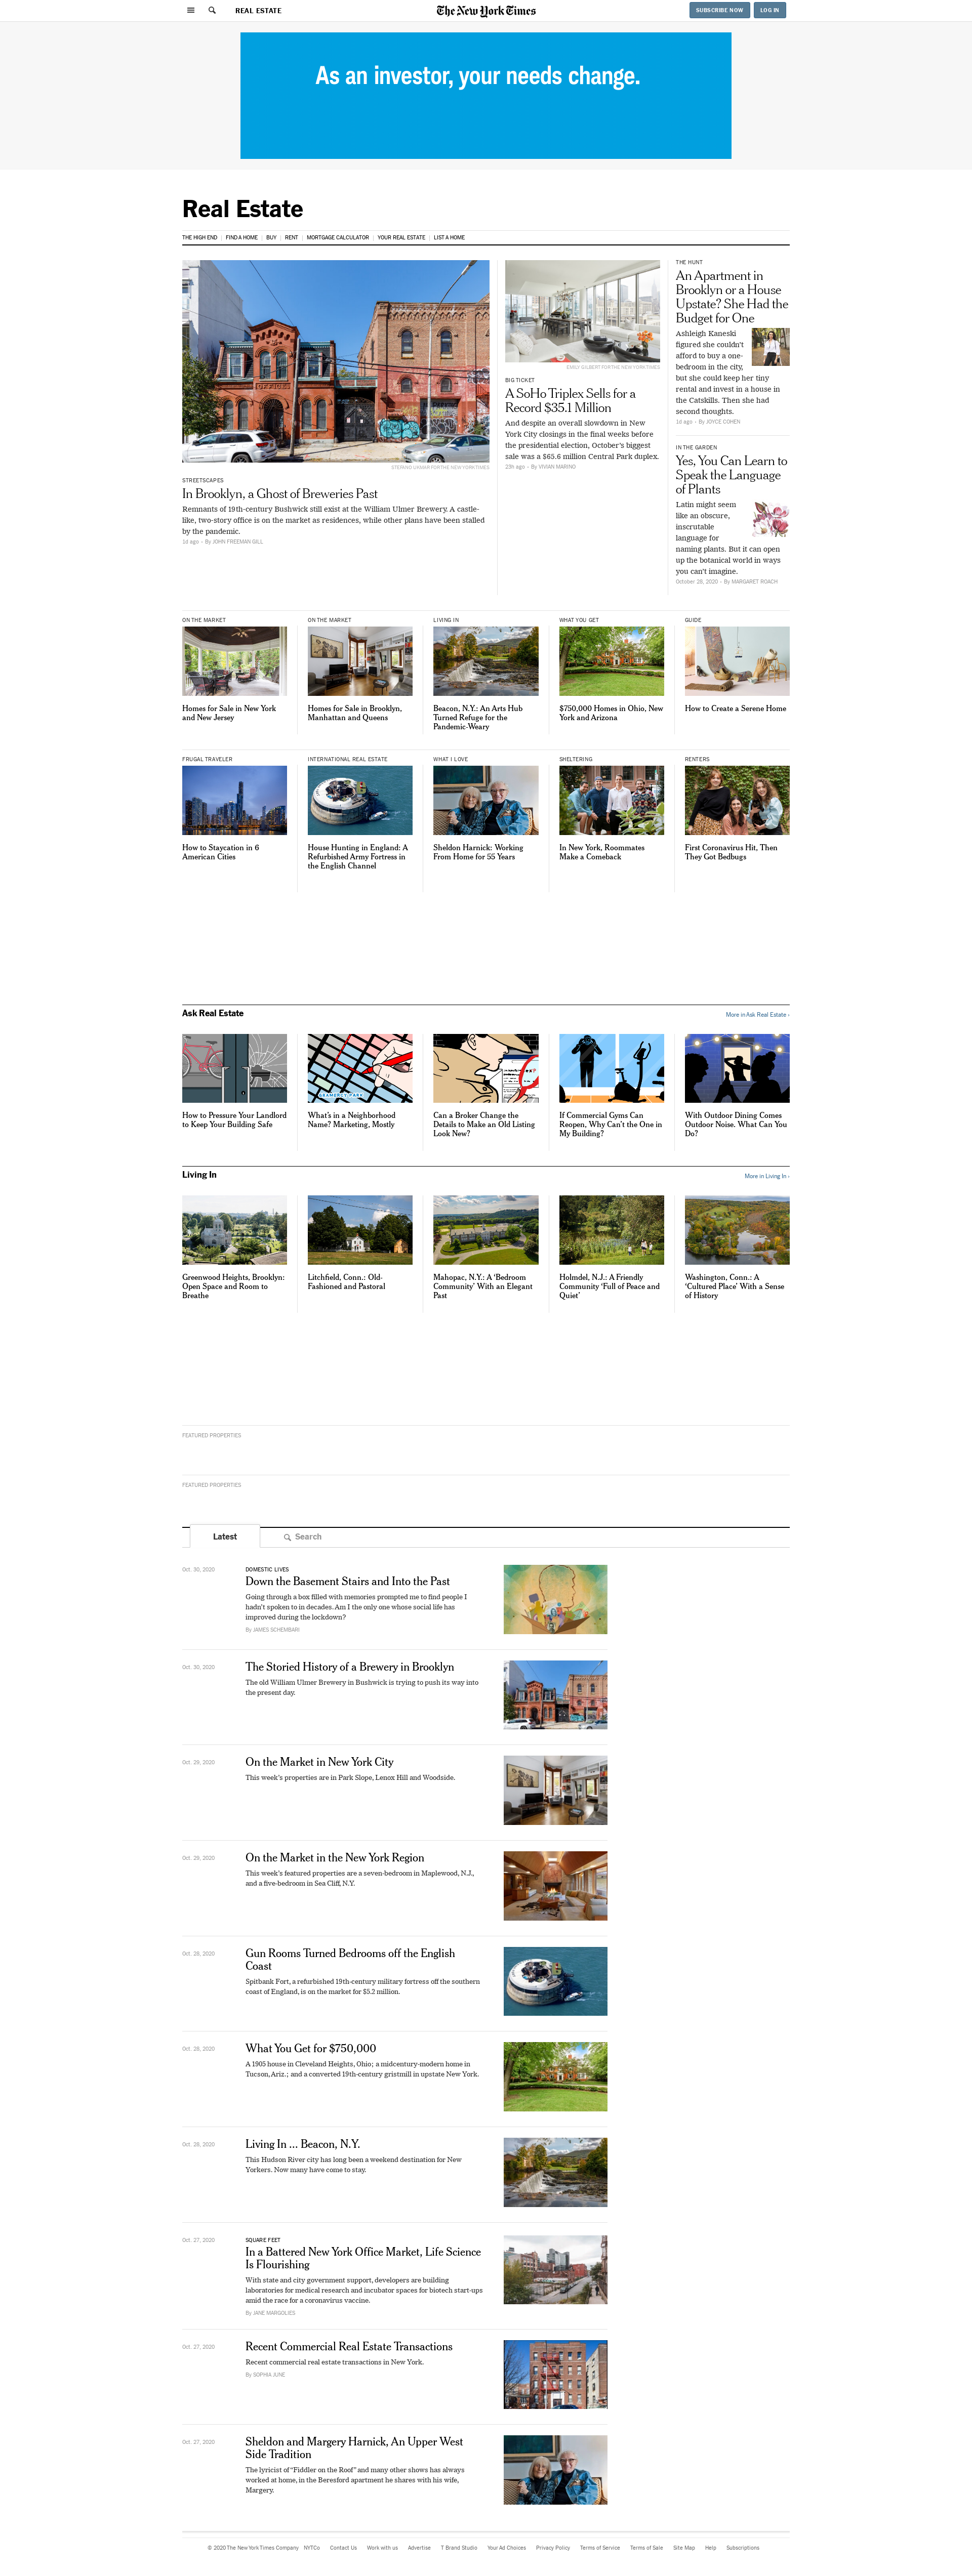 REAL ESTATE
The New York Times
SUBSCRIBE NOW
LOG IN
As an investor, your needs change.
Real Estate
THE HIGH END
FIND A HOME
BUY
RENT
MORTGAGE CALCULATOR
YOUR REAL ESTATE
LIST A HOME
OFFICE
STEFANO UKMAR FOR THE NEW YORK TIMES
STREETSCAPES
In Brooklyn, a Ghost of Breweries Past
Remnants of 19th-century Bushwick still exist at the William Ulmer Brewery. A castle-
like, two-story office is on the market as residences, while other plans have been stalled
by the pandemic.
1d ago - By JOHN FREEMAN GILL
EMILY GILBERT FOR THE NEW YORK TIMES
BIG TICKET
A SoHo Triplex Sells for a
Record $35.1 Million
And despite an overall slowdown in New
York City closings in the final weeks before
the presidential election, October's biggest
sale was a $65.6 million Central Park duplex.
23h ago - By VIVIAN MARINO
THE HUNT
An Apartment in
Brooklyn or a House
Upstate? She Had the
Budget for One
Ashleigh Kaneski
figured she couldn't
afford to buy a one-
bedroom in the city,
but she could keep her tiny
rental and invest in a house in
the Catskills. Then she had
second thoughts.
1d ago - By JOYCE COHEN
IN THE GARDEN
Yes, You Can Learn to
Speak the Language
of Plants
Latin might seem
like an obscure,
inscrutable
language for
naming plants. But it can open
up the botanical world in ways
you can't imagine.
October 28, 2020 - By MARGARET ROACH
ON THE MARKET
Homes for Sale in New York
and New Jersey
ON THE MARKET
Homes for Sale in Brooklyn,
Manhattan and Queens
LIVING IN
Beacon, N.Y.: An Arts Hub
Turned Refuge for the
Pandemic-Weary
WHAT YOU GET
$750,000 Homes in Ohio, New
York and Arizona
GUIDE
How to Create a Serene Home
FRUGAL TRAVELER
How to Staycation in 6
American Cities
INTERNATIONAL REAL ESTATE
House Hunting in England: A
Refurbished Army Fortress in
the English Channel
WHAT I LOVE
Sheldon Harnick: Working
From Home for 55 Years
SHELTERING
In New York, Roommates
Make a Comeback
RENTERS
First Coronavirus Hit, Then
They Got Bedbugs
Ask Real Estate
More in Ask Real Estate ›
How to Pressure Your Landlord
to Keep Your Building Safe
GRAMERCY PARK
What's in a Neighborhood
Name? Marketing, Mostly
Can a Broker Change the
Details to Make an Old Listing
Look New?
If Commercial Gyms Can
Reopen, Why Can't the One in
My Building?
With Outdoor Dining Comes
Outdoor Noise. What Can You
Do?
Living In
More in Living In ›
Greenwood Heights, Brooklyn:
Open Space and Room to
Breathe
Litchfield, Conn.: Old-
Fashioned and Pastoral
Mahopac, N.Y.: A 'Bedroom
Community' With an Elegant
Past
Holmdel, N.J.: A Friendly
Community 'Full of Peace and
Quiet'
Washington, Conn.: A
'Cultured Place' With a Sense
of History
FEATURED PROPERTIES
FEATURED PROPERTIES
Latest
Search
Oct. 30, 2020
DOMESTIC LIVES
Down the Basement Stairs and Into the Past
Going through a box filled with memories prompted me to find people I
hadn't spoken to in decades. Am I the only one whose social life has
improved during the lockdown?
By JAMES SCHEMBARI
Oct. 30, 2020
The Storied History of a Brewery in Brooklyn
The old William Ulmer Brewery in Bushwick is trying to push its way into
the present day.
Oct. 29, 2020
On the Market in New York City
This week's properties are in Park Slope, Lenox Hill and Woodside.
Oct. 29, 2020
On the Market in the New York Region
This week's featured properties are a seven-bedroom in Maplewood, N.J.,
and a five-bedroom in Sea Cliff, N.Y.
Oct. 28, 2020
Gun Rooms Turned Bedrooms off the English
Coast
Spitbank Fort, a refurbished 19th-century military fortress off the southern
coast of England, is on the market for $5.2 million.
Oct. 28, 2020
What You Get for $750,000
A 1905 house in Cleveland Heights, Ohio; a midcentury-modern home in
Tucson, Ariz.; and a converted 19th-century gristmill in upstate New York.
Oct. 28, 2020
Living In ... Beacon, N.Y.
This Hudson River city has long been a weekend destination for New
Yorkers. Now many have come to stay.
Oct. 27, 2020
SQUARE FEET
In a Battered New York Office Market, Life Science
Is Flourishing
With state and city government support, developers are building
laboratories for medical research and incubator spaces for biotech start-ups
amid the race for a coronavirus vaccine.
By JANE MARGOLIES
Oct. 27, 2020
Recent Commercial Real Estate Transactions
Recent commercial real estate transactions in New York.
By SOPHIA JUNE
Oct. 27, 2020
Sheldon and Margery Harnick, An Upper West
Side Tradition
The lyricist of "Fiddler on the Roof" and many other shows has always
worked at home, in the Beresford apartment he shares with his wife,
Margery.
© 2020 The New York Times Company
NYTCo
Contact Us
Work with us
Advertise
T Brand Studio
Your Ad Choices
Privacy Policy
Terms of Service
Terms of Sale
Site Map
Help
Subscriptions